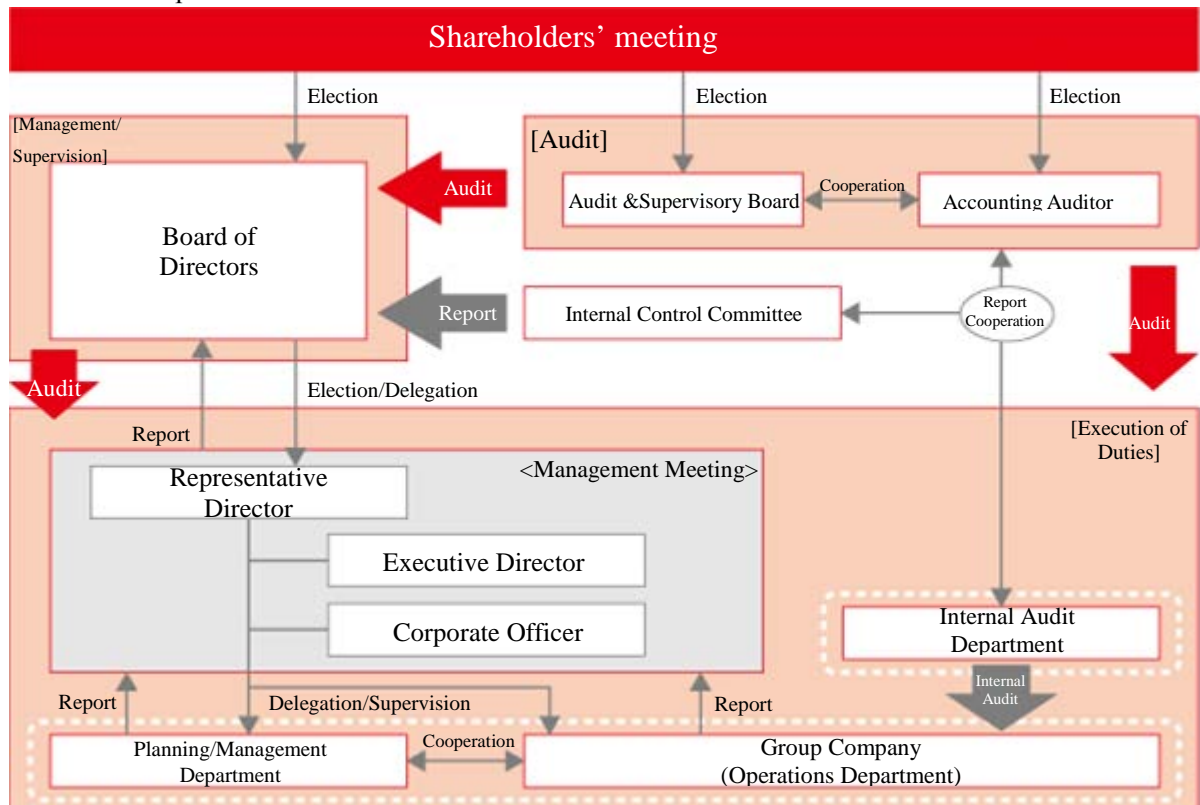 Shareholders' meeting
Election
Election
Election
[Management/
Supervision]
[Audit]
Audit
Cooperation
Audit &Supervisory Board
Accounting Auditor
Board of
Directors
Report
Internal Control Committee
Report
Cooperation
Audit
Audit
Election/Delegation
Report
[Execution of
Duties]
<Management Meeting>
Representative
Director
Executive Director
Corporate Officer
Internal Audit
Department
Internal
Audit
Report
Delegation/Supervision
Report
Planning/Management
Department
Cooperation
Group Company
(Operations Department)